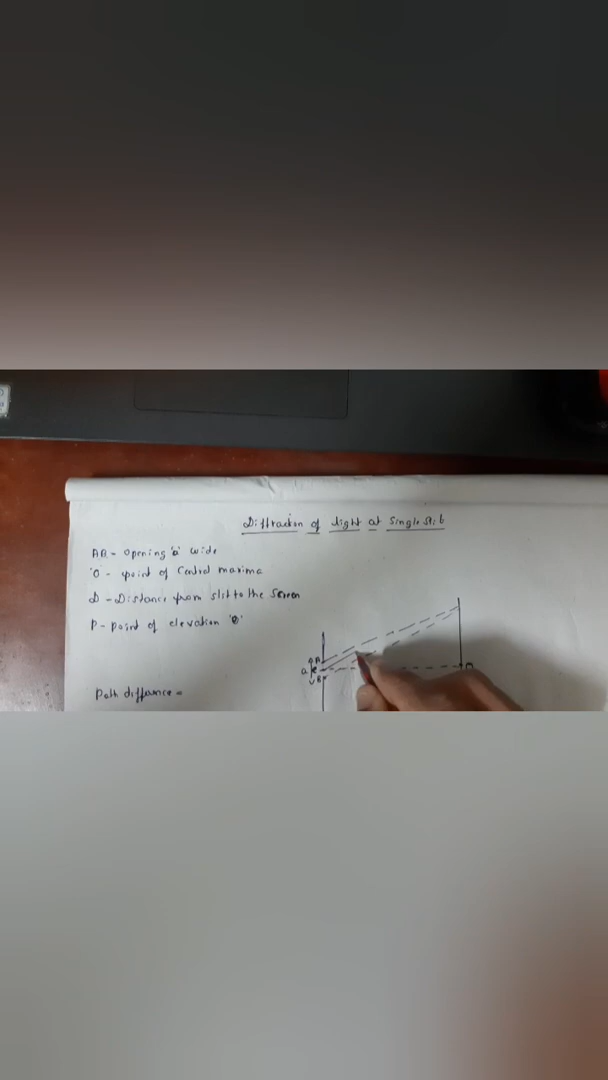 Diffraction of light at Single Slit
AB - opening 'a' wide
'O' - point of Central maxima
D - Distance from slit to the Screen
P - point of elevation 'θ'
A
a
C
B
O
Path diffrance =